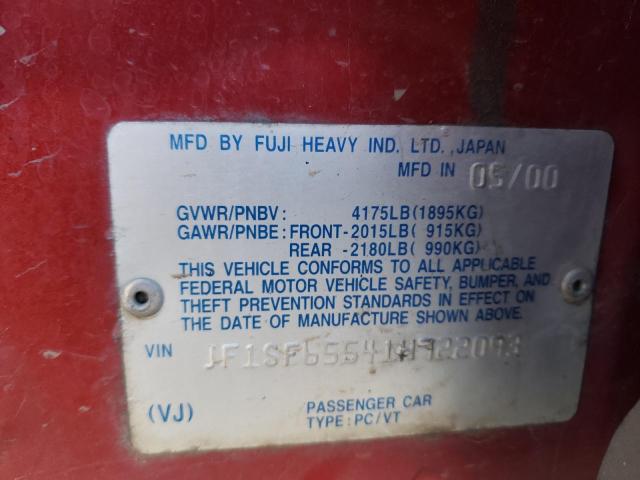 MFD BY FUJI HEAVY IND. LTD.,JAPAN
MFD IN 05/00
GVWR/PNBV: 4175LB(1895KG)
GAWR/PNBE:FRONT-2015LB( 915KG)
REAR -2180LB( 990KG)
THIS VEHICLE CONFORMS TO ALL APPLICABLE
FEDERAL MOTOR VEHICLE SAFETY, BUMPER, AND
THEFT PREVENTION STANDARDS IN EFFECT ON
THE DATE OF MANUFACTURE SHOWN ABOVE.
VIN
(VJ) PASSENGER CAR
TYPE:PC/VT